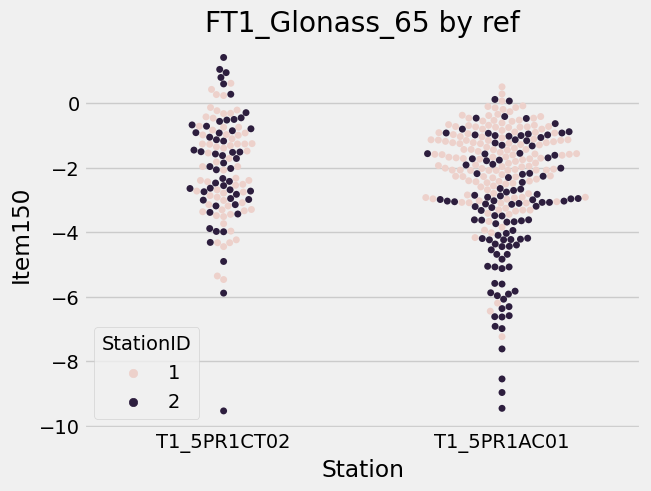 FT1_Glonass_65 by ref
Item150
0
−2
−4
−6
−8
−10
StationID
1
2
T1_5PR1CT02
T1_5PR1AC01
Station